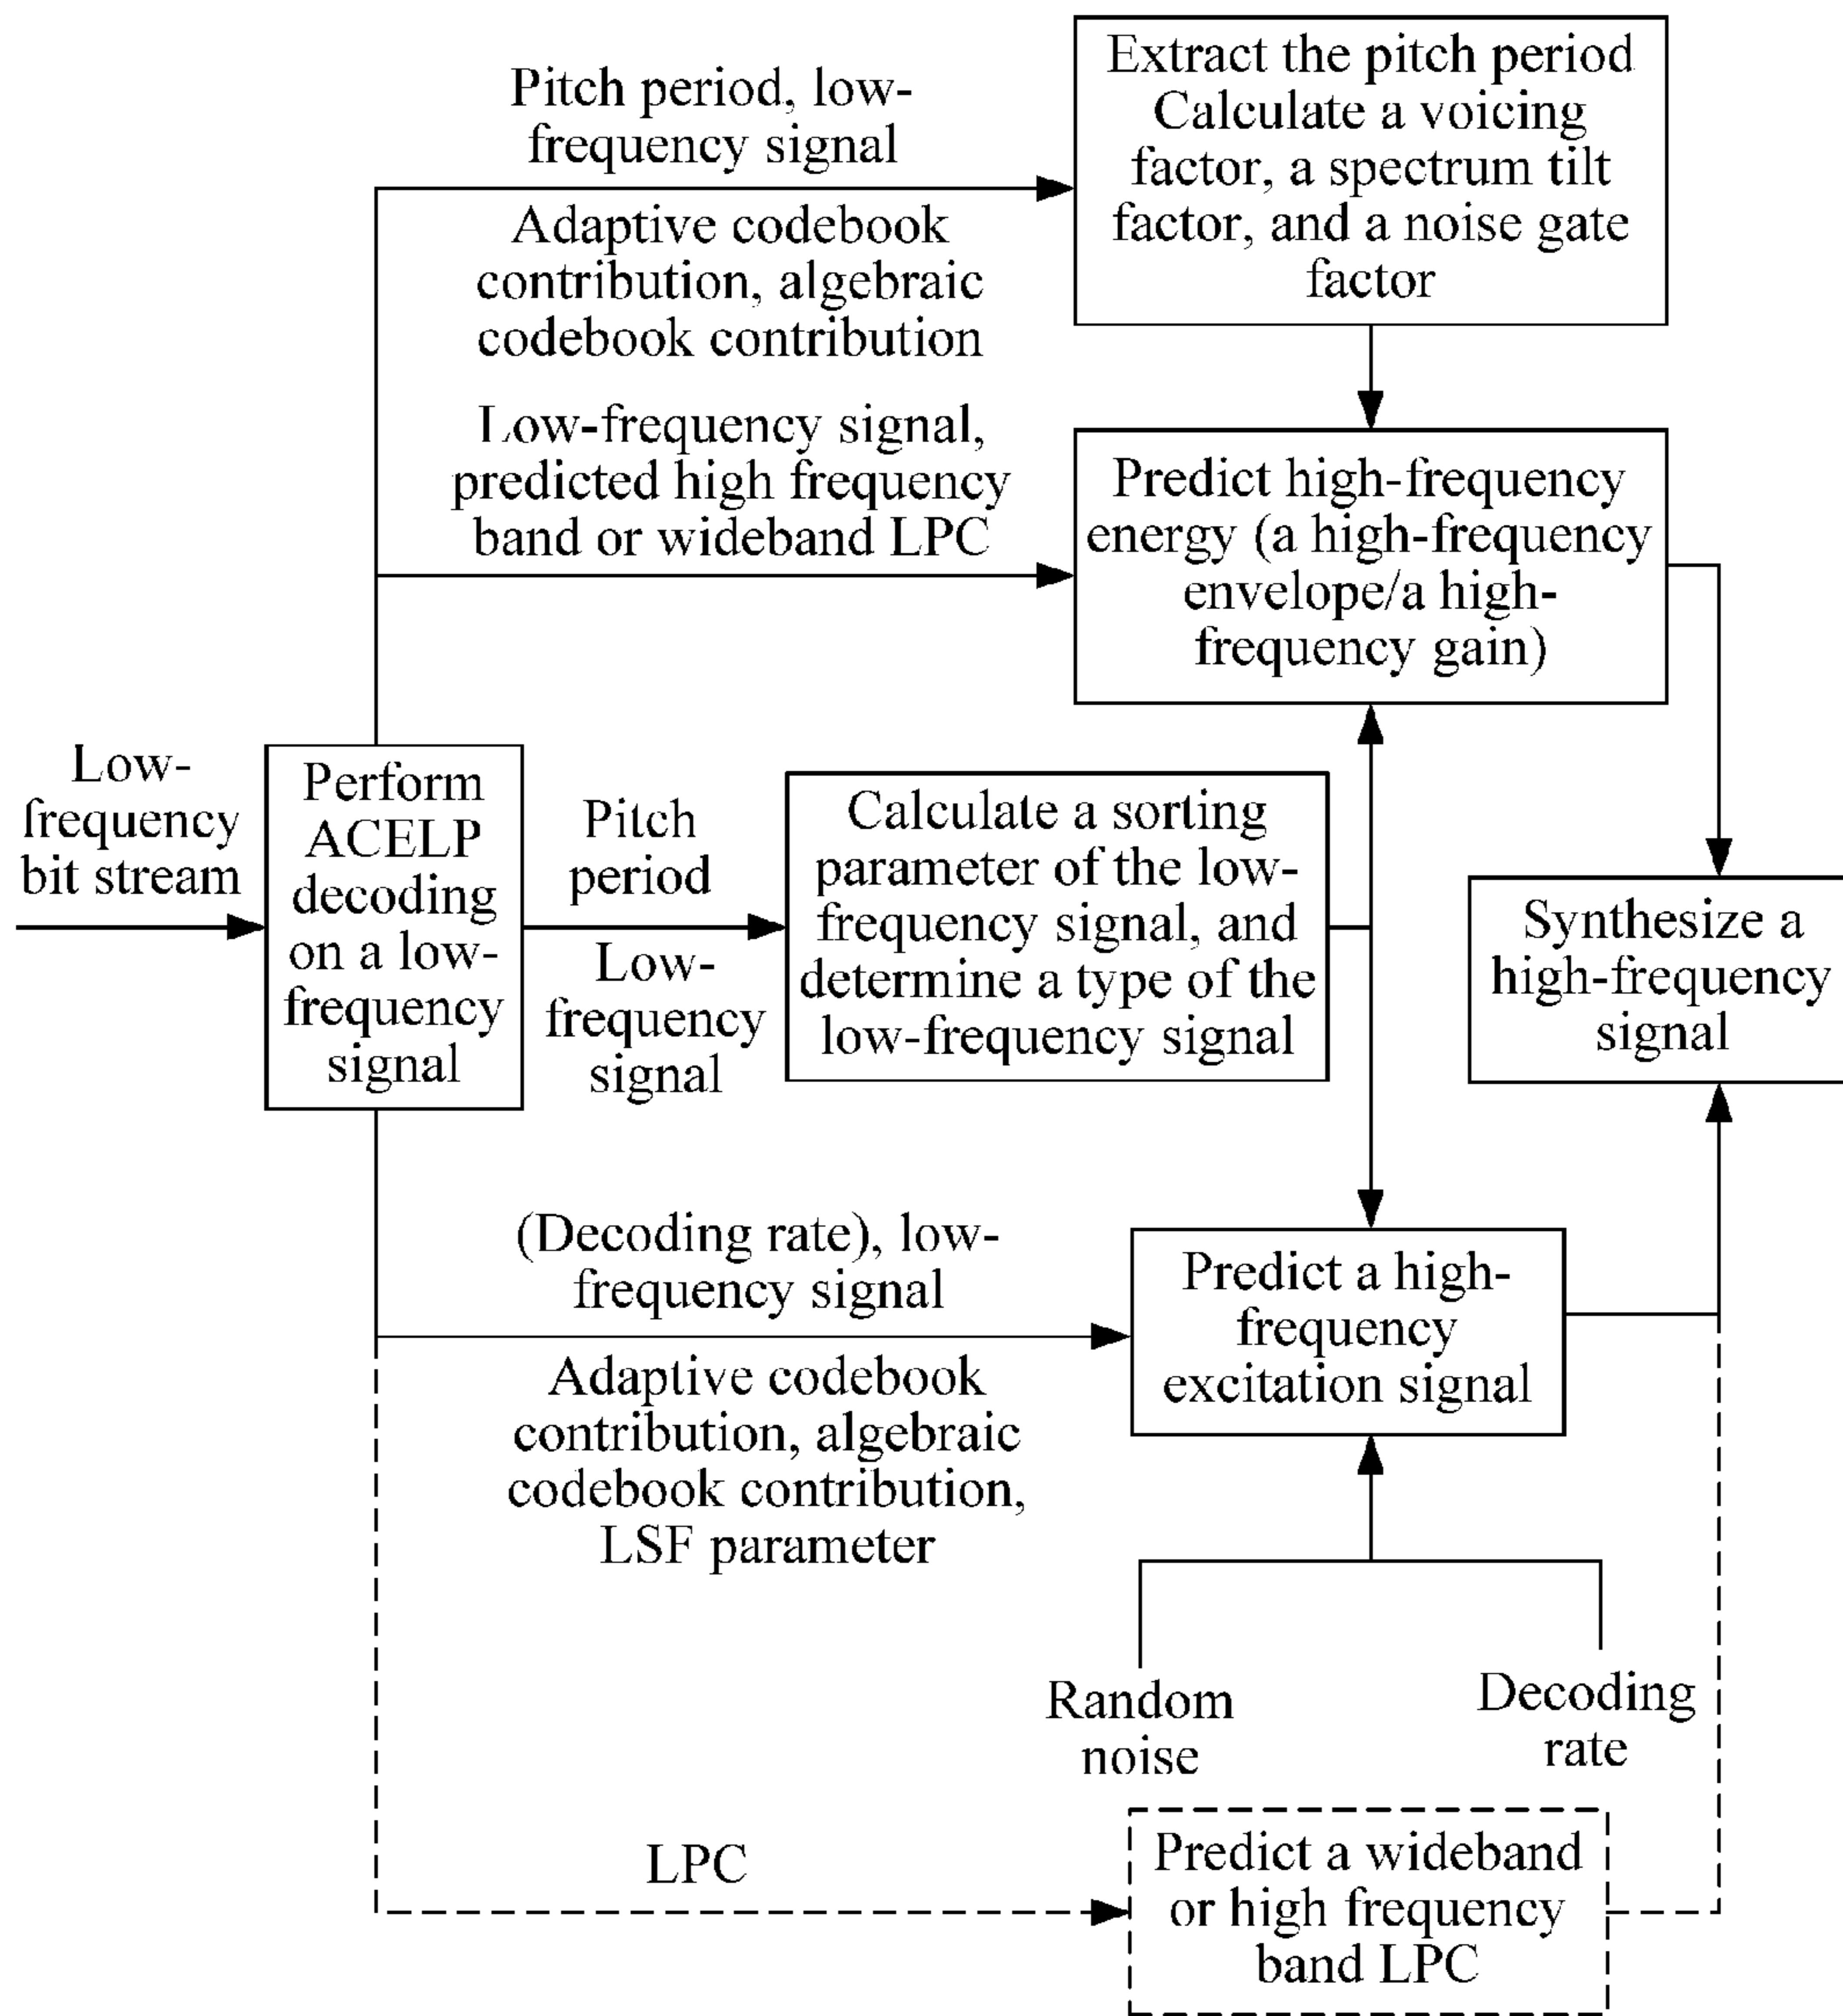 Pitch period, low-
frequency signal
Adaptive codebook
contribution, algebraic
codebook contribution
Extract the pitch period
Calculate a voicing
factor, a spectrum tilt
factor, and a noise gate
factor
Low-frequency signal,
predicted high frequency
band or wideband LPC
Predict high-frequency
energy (a high-frequency
envelope/a high-
frequency gain)
Low-
frequency
bit stream
Perform
ACELP
decoding
on a low-
frequency
signal
Pitch
period
Low-
frequency
signal
Calculate a sorting
parameter of the low-
frequency signal, and
determine a type of the
low-frequency signal
Synthesize a
high-frequency
signal
(Decoding rate), low-
frequency signal
Adaptive codebook
contribution, algebraic
codebook contribution,
LSF parameter
Predict a high-
frequency
excitation signal
Random
noise
Decoding
rate
LPC
Predict a wideband
or high frequency
band LPC